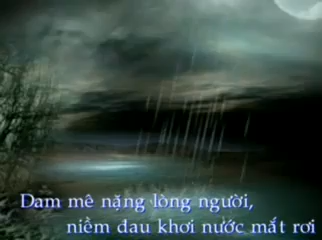 Dam mê nặng lòng người,
niềm đau khơi nước mắt rơi